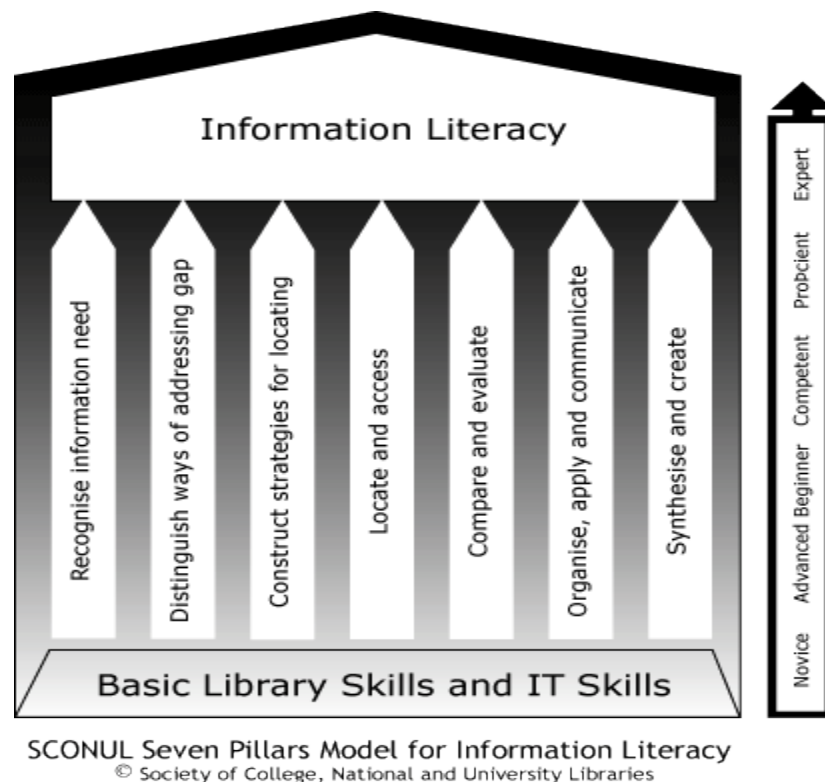 Information Literacy
Recognise information need
Distinguish ways of addressing gap
Construct strategies for locating
Locate and access
Compare and evaluate
Organise, apply and communicate
Synthesise and create
Novice Advanced Beginner Competent Proþcient Expert
Basic Library Skills and IT Skills
SCONUL Seven Pillars Model for Information Literacy
© Society of College, National and University Libraries